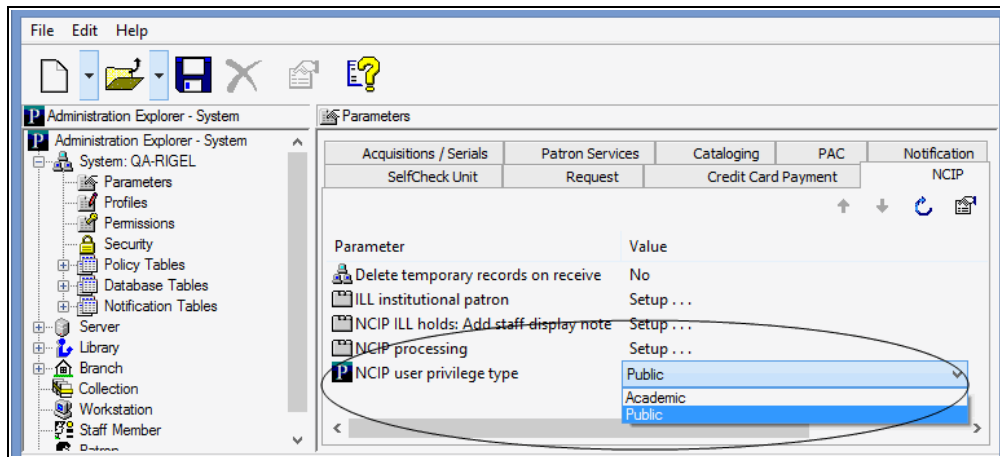 File Edit Help
P Administration Explorer - System
Parameters
P Administration Explorer - System
System: QA-RIGEL
Parameters
Profiles
Permissions
Security
Policy Tables
Database Tables
Notification Tables
Server
Library
Branch
Collection
Workstation
Staff Member
Patron
Acquisitions / Serials Patron Services Cataloging PAC Notification
SelfCheck Unit Request Credit Card Payment NCIP
Parameter Value
Delete temporary records on receive No
ILL institutional patron Setup . . .
NCIP ILL holds: Add staff display note Setup . . .
NCIP processing Setup . . .
P NCIP user privilege type Public
Academic
Public